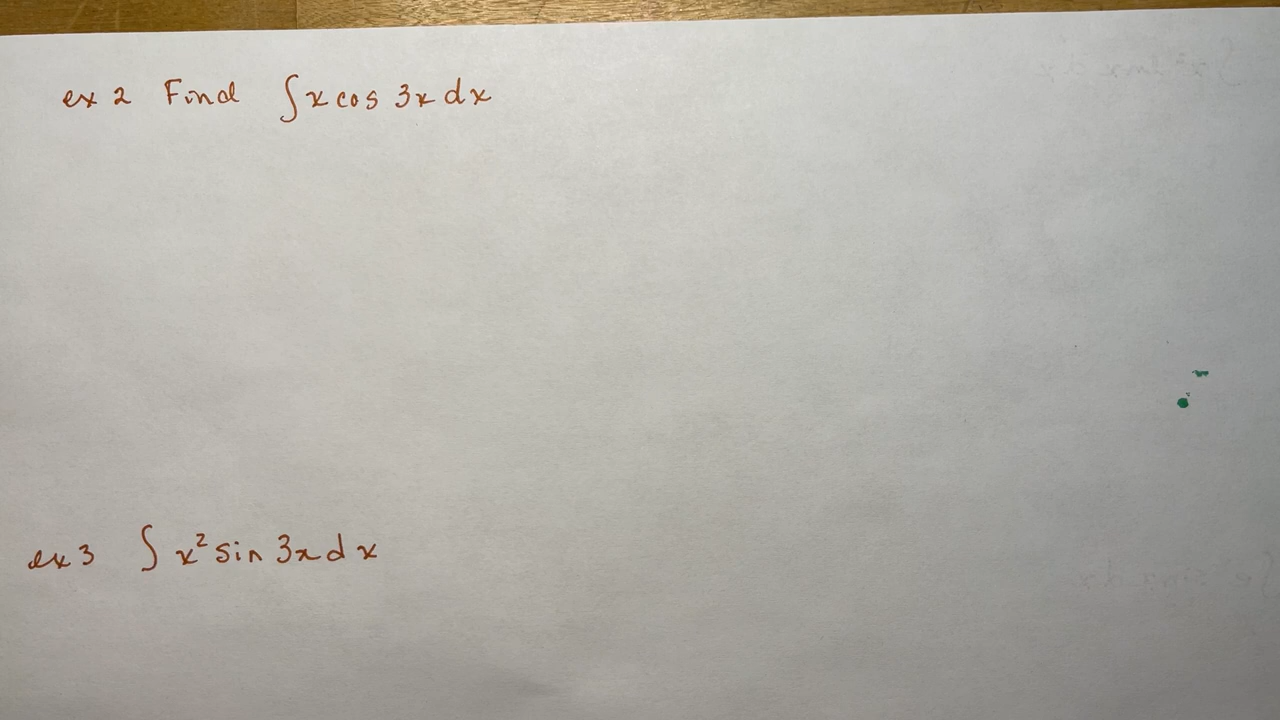 ex 2 Find ∫x cos 3x dx
ex 3 ∫ x² sin 3x dx